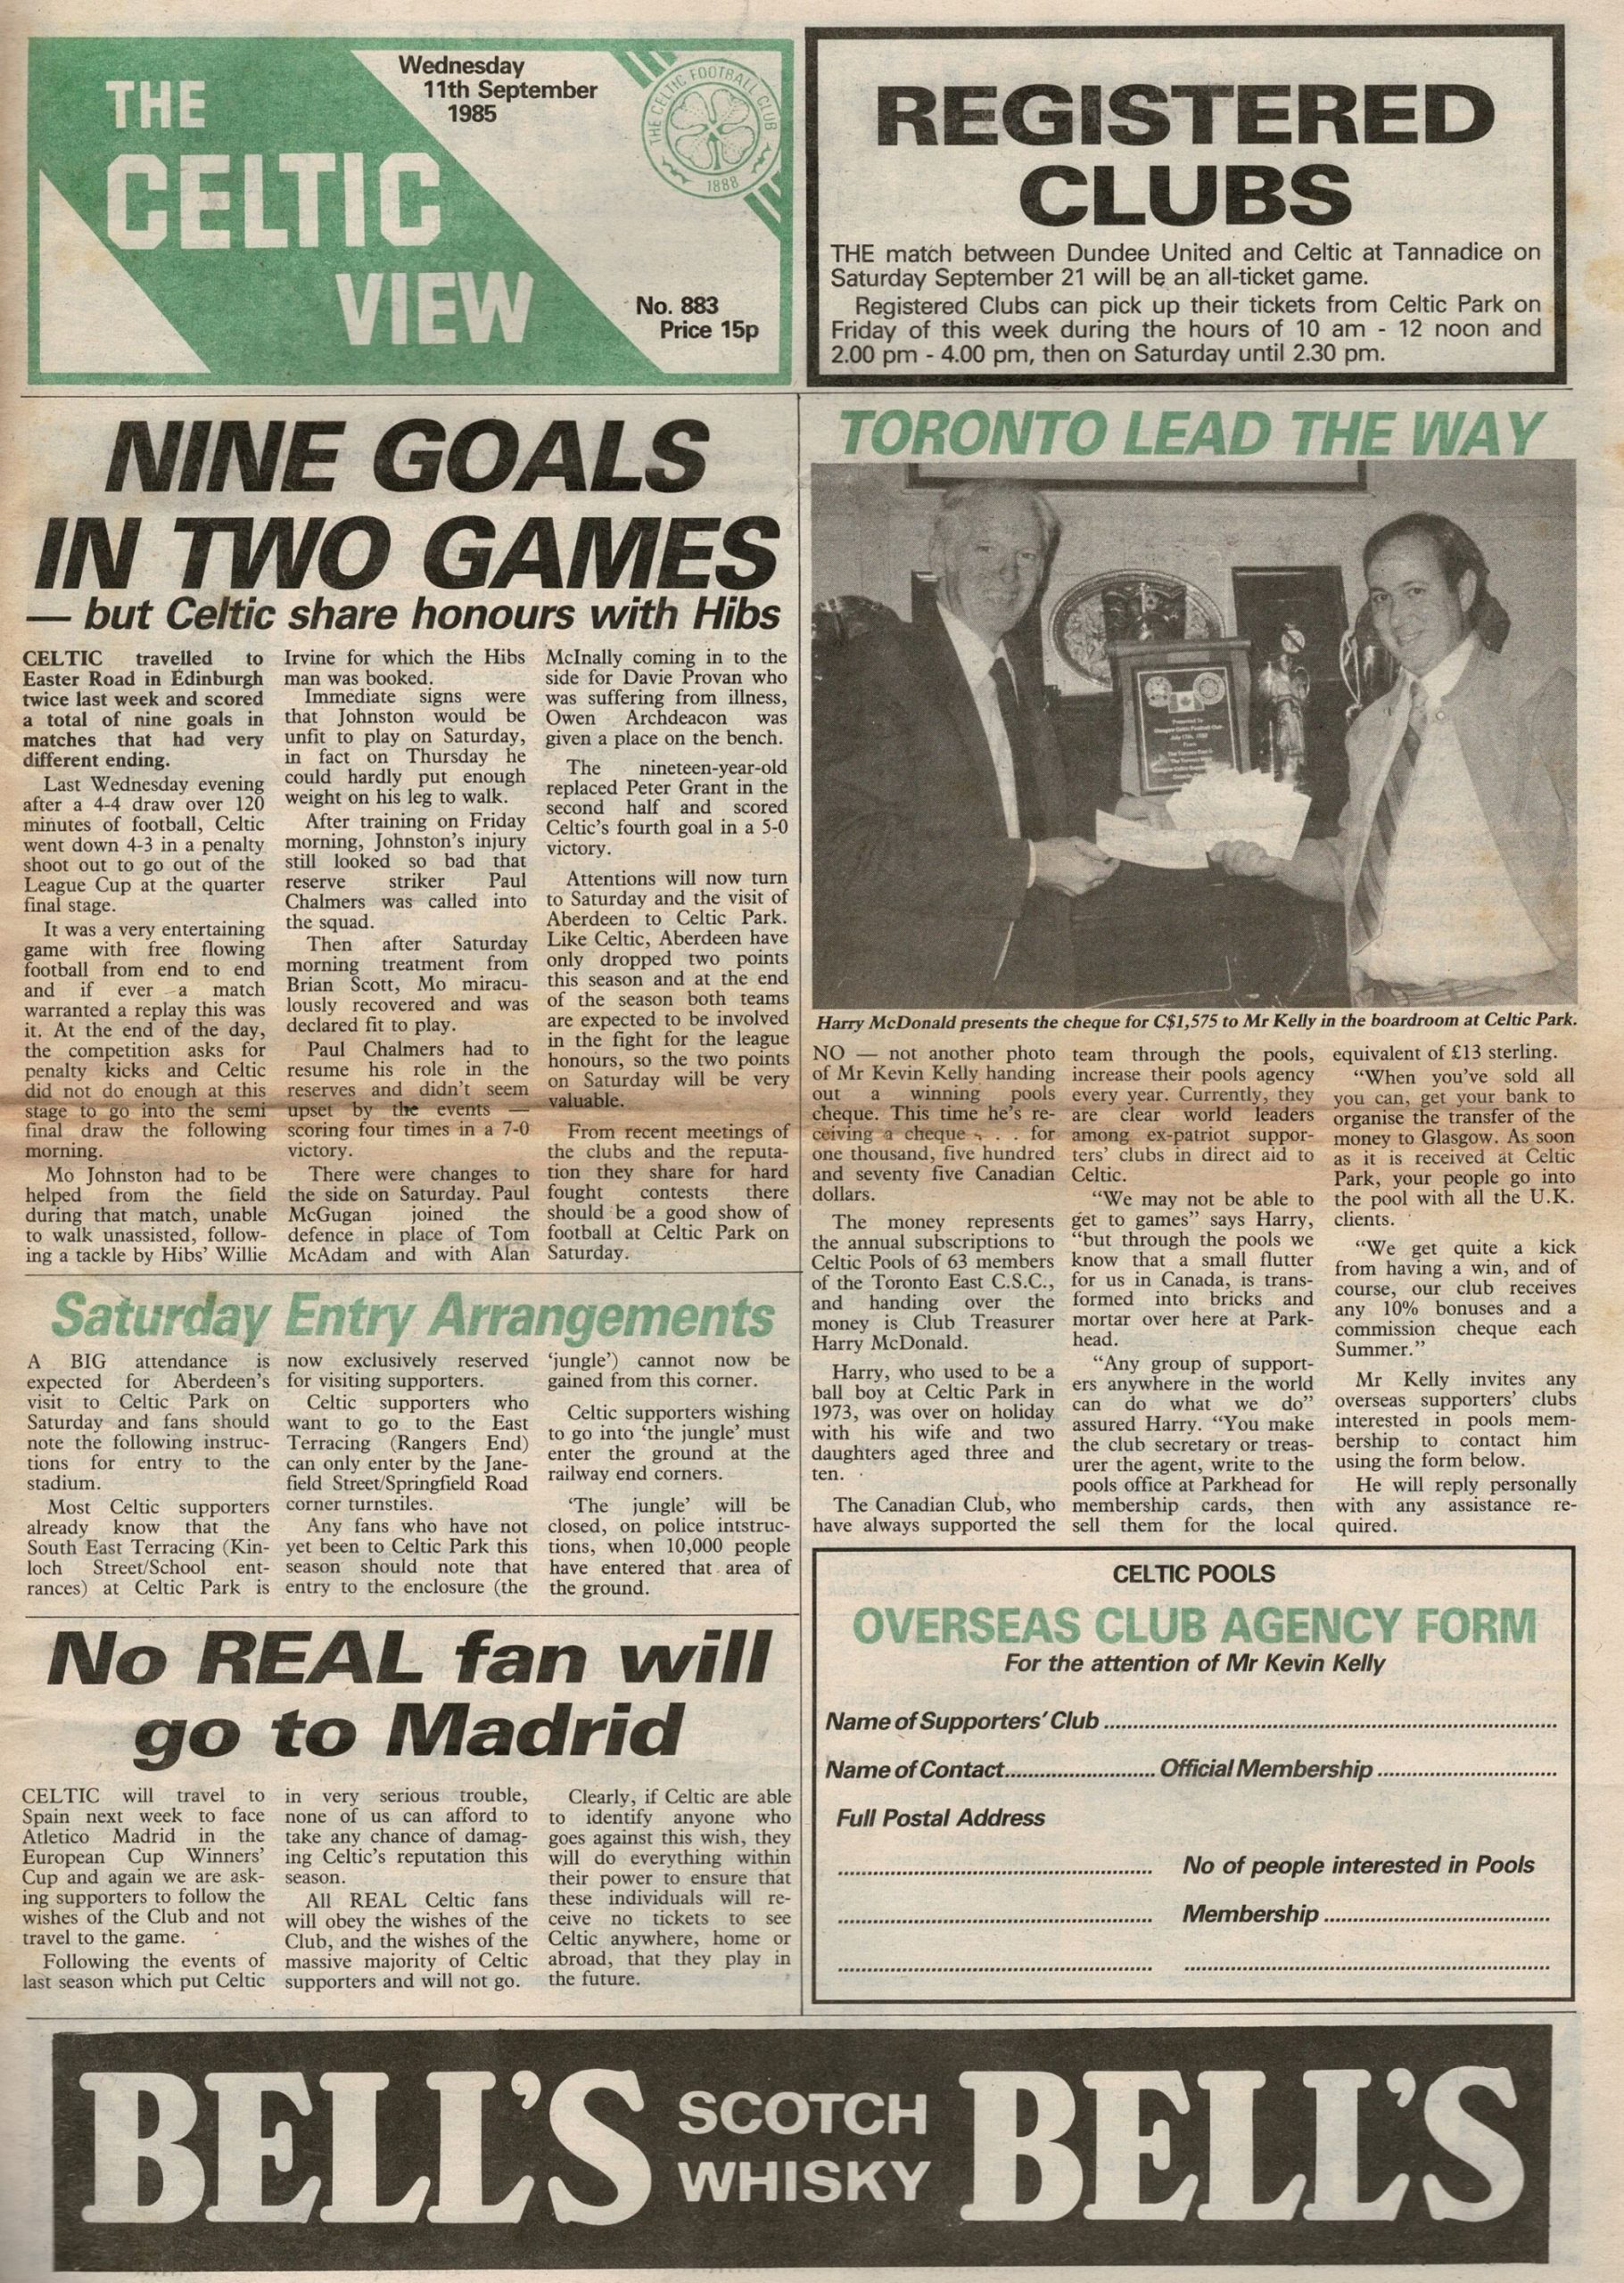 THE
CELTIC
VIEW
Wednesday
11th September
1985
THE CELTIC FOOTBALL CLUB
1888
No. 883
Price 15p
REGISTERED
CLUBS
THE match between Dundee United and Celtic at Tannadice on
Saturday September 21 will be an all-ticket game.
Registered Clubs can pick up their tickets from Celtic Park on
Friday of this week during the hours of 10 am - 12 noon and
2.00 pm - 4.00 pm, then on Saturday until 2.30 pm.
NINE GOALS
IN TWO GAMES
— but Celtic share honours with Hibs
CELTIC travelled to
Easter Road in Edinburgh
twice last week and scored
a total of nine goals in
matches that had very
different ending.
Last Wednesday evening
after a 4-4 draw over 120
minutes of football, Celtic
went down 4-3 in a penalty
shoot out to go out of the
League Cup at the quarter
final stage.
It was a very entertaining
game with free flowing
football from end to end
and if ever a match
warranted a replay this was
it. At the end of the day,
the competition asks for
penalty kicks and Celtic
did not do enough at this
stage to go into the semi
final draw the following
morning.
Mo Johnston had to be
helped from the field
during that match, unable
to walk unassisted, follow-
ing a tackle by Hibs' Willie
Irvine for which the Hibs
man was booked.
Immediate signs were
that Johnston would be
unfit to play on Saturday,
in fact on Thursday he
could hardly put enough
weight on his leg to walk.
After training on Friday
morning, Johnston's injury
still looked so bad that
reserve striker Paul
Chalmers was called into
the squad.
Then after Saturday
morning treatment from
Brian Scott, Mo miracu-
lously recovered and was
declared fit to play.
Paul Chalmers had to
resume his role in the
reserves and didn't seem
upset by the events —
scoring four times in a 7-0
victory.
There were changes to
the side on Saturday. Paul
McGugan joined the
defence in place of Tom
McAdam and with Alan
McInally coming in to the
side for Davie Provan who
was suffering from illness,
Owen Archdeacon was
given a place on the bench.
The nineteen-year-old
replaced Peter Grant in the
second half and scored
Celtic's fourth goal in a 5-0
victory.
Attentions will now turn
to Saturday and the visit of
Aberdeen to Celtic Park.
Like Celtic, Aberdeen have
only dropped two points
this season and at the end
of the season both teams
are expected to be involved
in the fight for the league
honours, so the two points
on Saturday will be very
valuable.
From recent meetings of
the clubs and the reputa-
tion they share for hard
fought contests there
should be a good show of
football at Celtic Park on
Saturday.
Saturday Entry Arrangements
A BIG attendance is
expected for Aberdeen's
visit to Celtic Park on
Saturday and fans should
note the following instruc-
tions for entry to the
stadium.
Most Celtic supporters
already know that the
South East Terracing (Kin-
loch Street/School ent-
rances) at Celtic Park is
now exclusively reserved
for visiting supporters.
Celtic supporters who
want to go to the East
Terracing (Rangers End)
can only enter by the Jane-
field Street/Springfield Road
corner turnstiles.
Any fans who have not
yet been to Celtic Park this
season should note that
entry to the enclosure (the
'jungle') cannot now be
gained from this corner.
Celtic supporters wishing
to go into 'the jungle' must
enter the ground at the
railway end corners.
'The jungle' will be
closed, on police intstruc-
tions, when 10,000 people
have entered that area of
the ground.
No REAL fan will
go to Madrid
CELTIC will travel to
Spain next week to face
Atletico Madrid in the
European Cup Winners'
Cup and again we are ask-
ing supporters to follow the
wishes of the Club and not
travel to the game.
Following the events of
last season which put Celtic
in very serious trouble,
none of us can afford to
take any chance of damag-
ing Celtic's reputation this
season.
All REAL Celtic fans
will obey the wishes of the
Club, and the wishes of the
massive majority of Celtic
supporters and will not go.
Clearly, if Celtic are able
to identify anyone who
goes against this wish, they
will do everything within
their power to ensure that
these individuals will re-
ceive no tickets to see
Celtic anywhere, home or
abroad, that they play in
the future.
TORONTO LEAD THE WAY
Harry McDonald presents the cheque for C$1,575 to Mr Kelly in the boardroom at Celtic Park.
NO — not another photo
of Mr Kevin Kelly handing
out a winning pools
cheque. This time he's re-
ceiving a cheque . . . for
one thousand, five hundred
and seventy five Canadian
dollars.
The money represents
the annual subscriptions to
Celtic Pools of 63 members
of the Toronto East C.S.C.,
and handing over the
money is Club Treasurer
Harry McDonald.
Harry, who used to be a
ball boy at Celtic Park in
1973, was over on holiday
with his wife and two
daughters aged three and
ten.
The Canadian Club, who
have always supported the
team through the pools,
increase their pools agency
every year. Currently, they
are clear world leaders
among ex-patriot suppor-
ters' clubs in direct aid to
Celtic.
"We may not be able to
get to games" says Harry,
"but through the pools we
know that a small flutter
for us in Canada, is trans-
formed into bricks and
mortar over here at Park-
head.
"Any group of support-
ers anywhere in the world
can do what we do"
assured Harry. "You make
the club secretary or treas-
urer the agent, write to the
pools office at Parkhead for
membership cards, then
sell them for the local
equivalent of £13 sterling.
"When you've sold all
you can, get your bank to
organise the transfer of the
money to Glasgow. As soon
as it is received at Celtic
Park, your people go into
the pool with all the U.K.
clients.
"We get quite a kick
from having a win, and of
course, our club receives
any 10% bonuses and a
commission cheque each
Summer."
Mr Kelly invites any
overseas supporters' clubs
interested in pools mem-
bership to contact him
using the form below.
He will reply personally
with any assistance re-
quired.
CELTIC POOLS
OVERSEAS CLUB AGENCY FORM
For the attention of Mr Kevin Kelly
Name of Supporters' Club
Name of Contact Official Membership
Full Postal Address
No of people interested in Pools
Membership
BELL'S SCOTCH WHISKY BELL'S